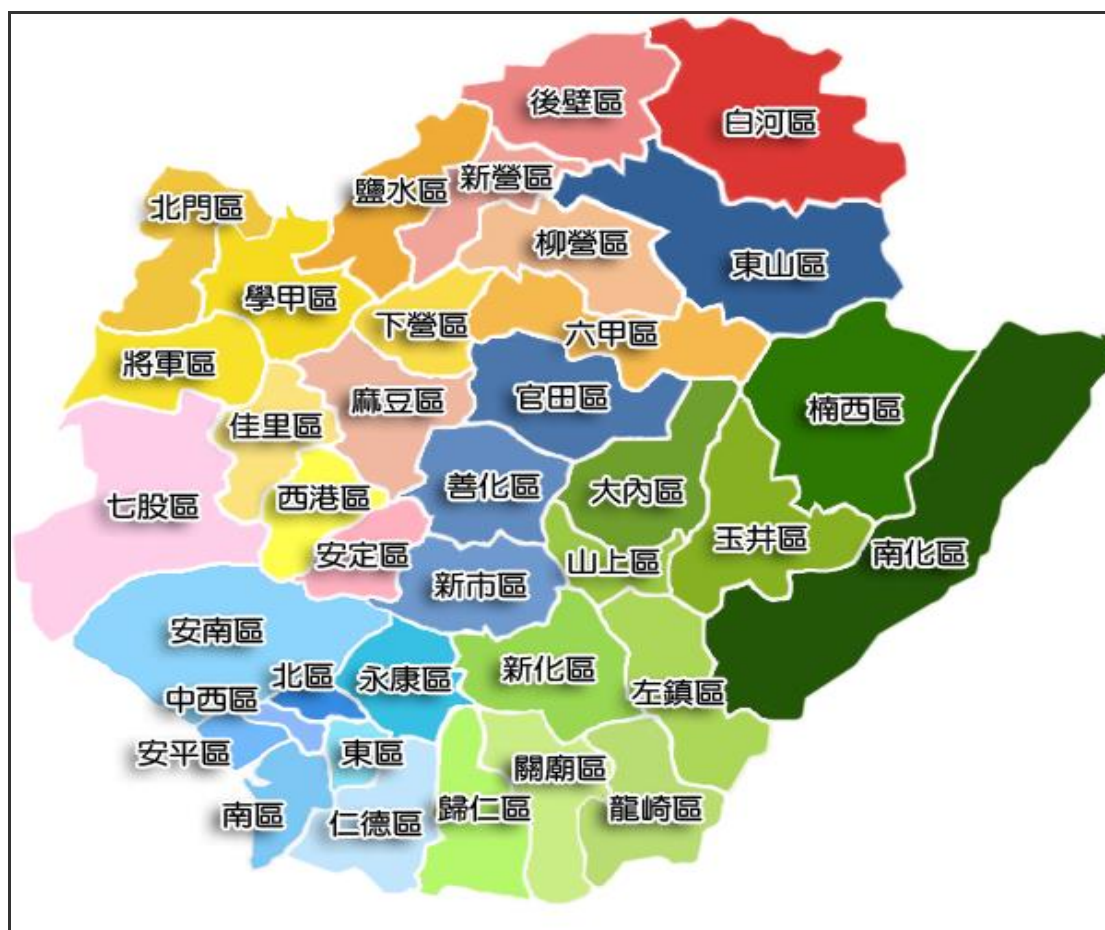 後壁區
白河區
新營區
鹽水區
北門區
柳營區
東山區
學甲區
下營區
六甲區
將軍區
麻豆區
官田區
楠西區
佳里區
七股區
西港區
善化區
大內區
玉井區
安定區
山上區
南化區
新市區
安南區
北區
永康區
新化區
左鎮區
中西區
安平區
東區
關廟區
南區
仁德區
歸仁區
龍崎區